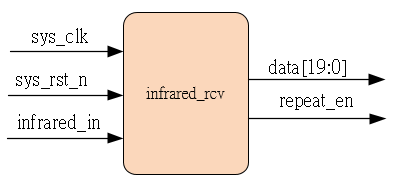 sys_clk
sys_rst_n
infrared_in
infrared_rcv
data[19:0]
repeat_en